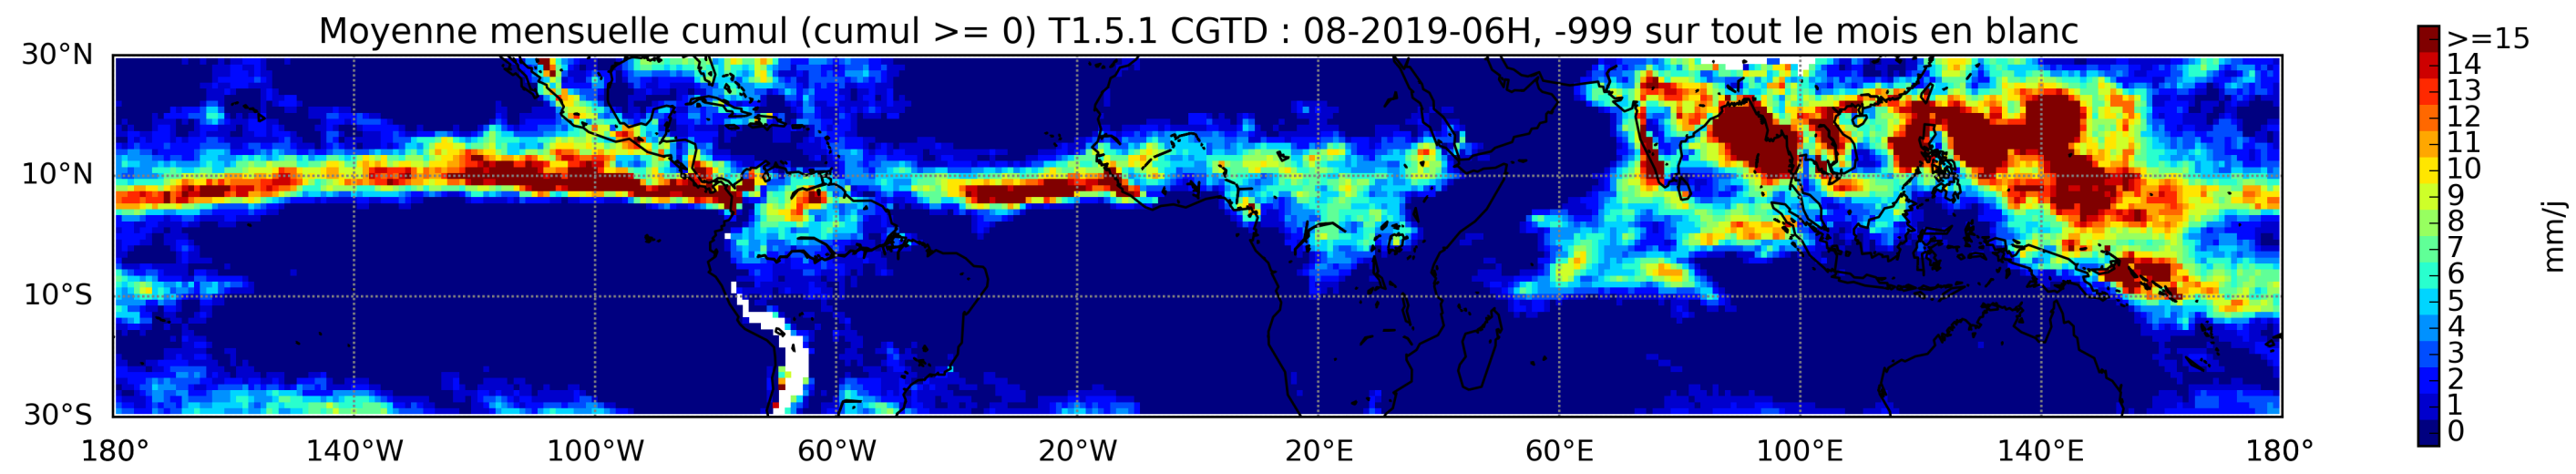 Moyenne mensuelle cumul (cumul >= 0) T1.5.1 CGTD : 08-2019-06H, -999 sur tout le mois en blanc
30°N
10°N
10°S
30°S
180°
140°W
100°W
60°W
20°W
20°E
60°E
100°E
140°E
180°
>=15
14
13
12
11
10
9
8
7
6
5
4
3
2
1
0
mm/j